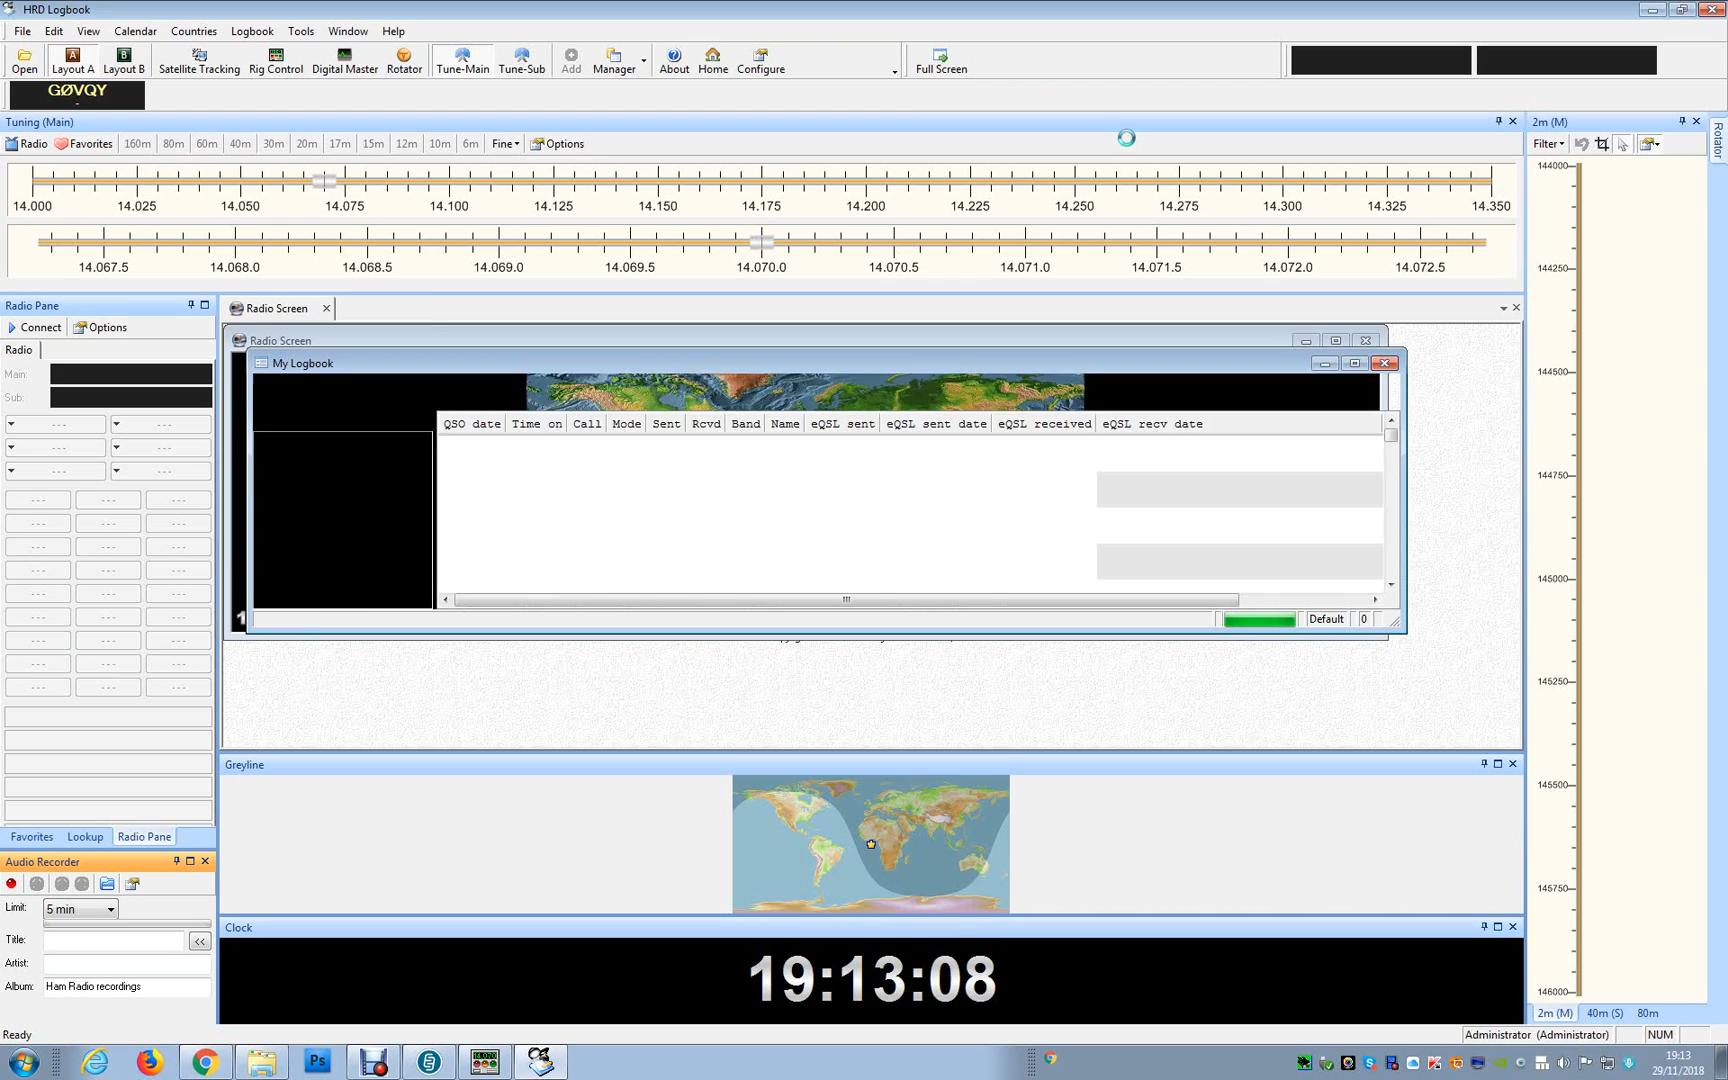 HRD Logbook
File Edit View Calendar Countries Logbook Tools Window Help
Open Layout A Layout B Satellite Tracking Rig Control Digital Master Rotator Tune-Main Tune-Sub Add Manager About Home Configure Full Screen
GØVQY
-
Tuning (Main)
2m (M)
Rotator
Radio Favorites 160m 80m 60m 40m 30m 20m 17m 15m 12m 10m 6m Fine Options
Filter
14.000 14.025 14.050 14.075 14.100 14.125 14.150 14.175 14.200 14.225 14.250 14.275 14.300 14.325 14.350
14.067.5 14.068.0 14.068.5 14.069.0 14.069.5 14.070.0 14.070.5 14.071.0 14.071.5 14.072.0 14.072.5
144000
144250
144500
144750
145000
145250
145500
145750
146000
2m (M) 40m (S) 80m
Radio Pane
Connect Options
Radio
Main:
Sub:
--- ---
--- ---
--- ---
--- --- ---
--- --- ---
--- --- ---
--- --- ---
--- --- ---
--- --- ---
--- --- ---
--- --- ---
--- --- ---
Favorites Lookup Radio Pane
Radio Screen
Radio Screen
My Logbook
QSO date Time on Call Mode Sent Rcvd Band Name eQSL sent eQSL sent date eQSL received eQSL recv date
Default 0
Greyline
Clock
19:13:08
Audio Recorder
Limit: 5 min
Title: <<
Artist:
Album: Ham Radio recordings
Ready
Administrator (Administrator) NUM
Ps
14.070
19:13
29/11/2018